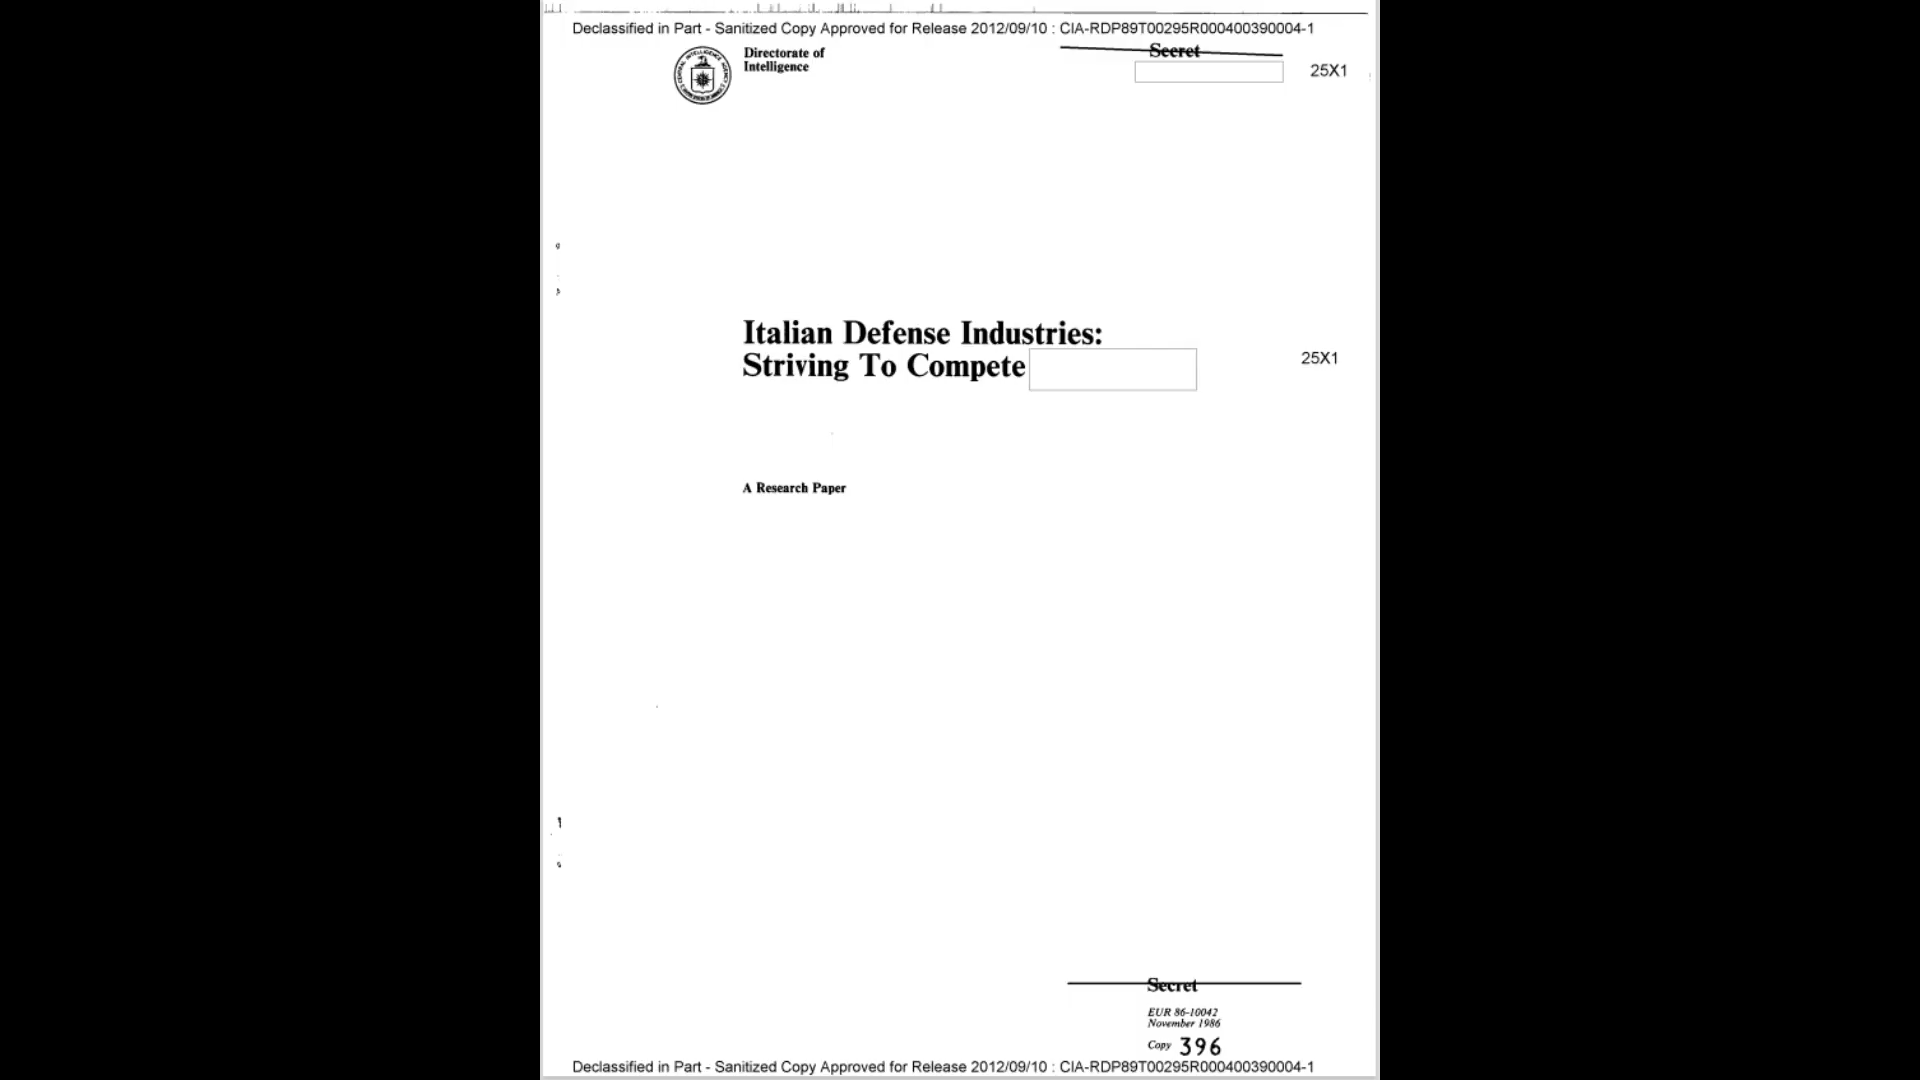 Declassified in Part - Sanitized Copy Approved for Release 2012/09/10 : CIA-RDP89T00295R000400390004-1
Directorate of
Intelligence
Secret
25X1
Italian Defense Industries:
Striving To Compete
25X1
A Research Paper
Secret
EUR 86-10042
November 1986
Copy 396
Declassified in Part - Sanitized Copy Approved for Release 2012/09/10 : CIA-RDP89T00295R000400390004-1